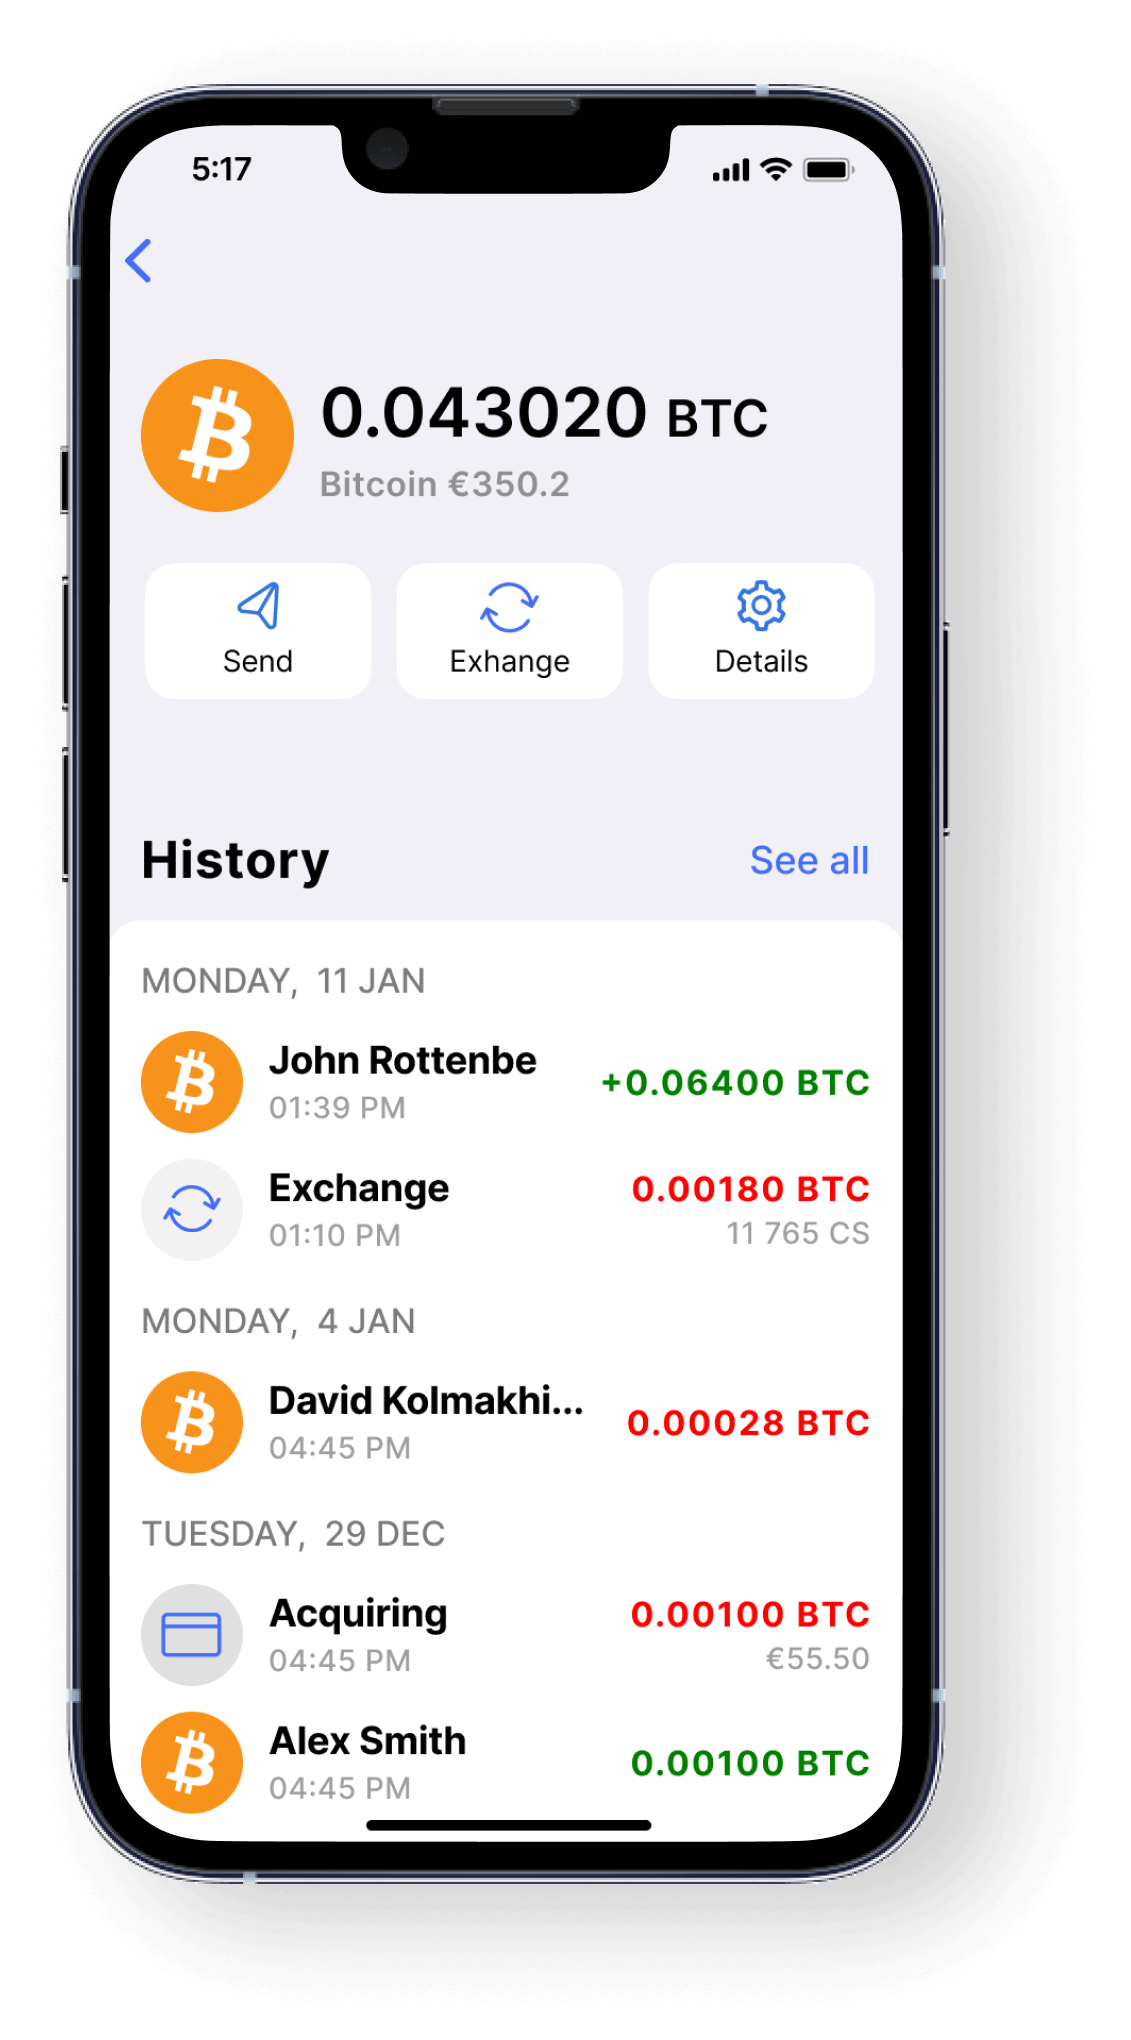 5:17
0.043020 BTC
Bitcoin €350.2
Send
Exhange
Details
History
See all
MONDAY, 11 JAN
John Rottenbe
+0.06400 BTC
01:39 PM
Exchange
0.00180 BTC
01:10 PM
11 765 CS
MONDAY, 4 JAN
David Kolmakhi...
0.00028 BTC
04:45 PM
TUESDAY, 29 DEC
Acquiring
0.00100 BTC
04:45 PM
€55.50
Alex Smith
0.00100 BTC
04:45 PM